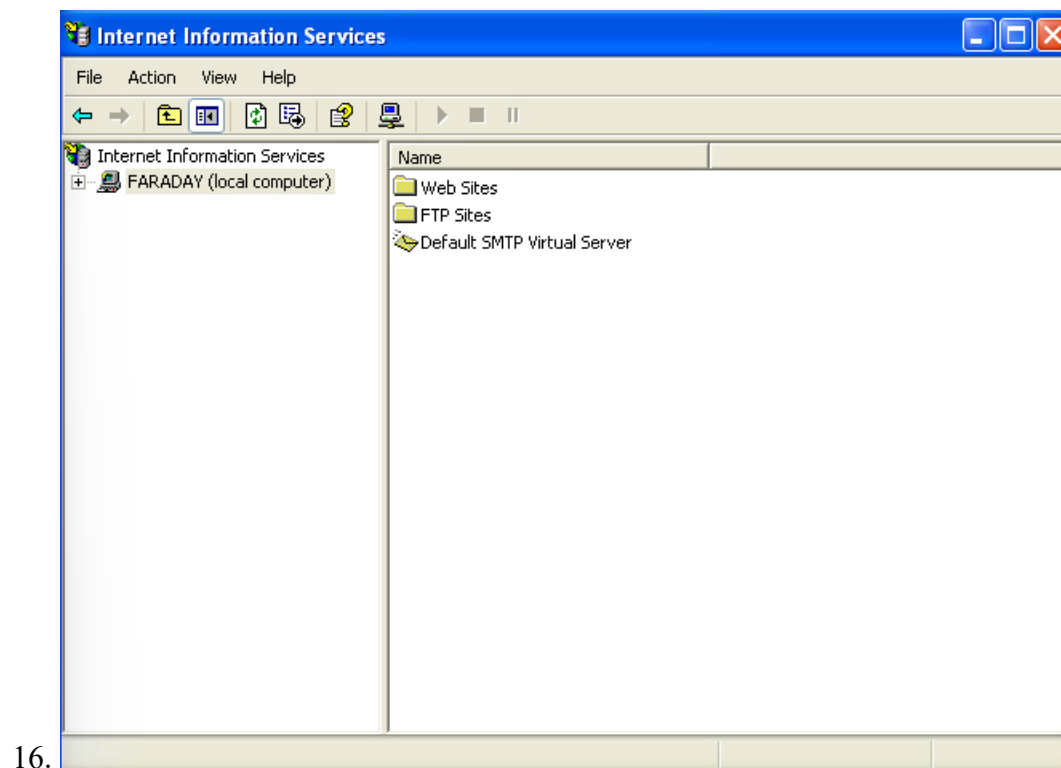 Internet Information Services
File Action View Help
Internet Information Services
FARADAY (local computer)
Name
Web Sites
FTP Sites
Default SMTP Virtual Server
16.